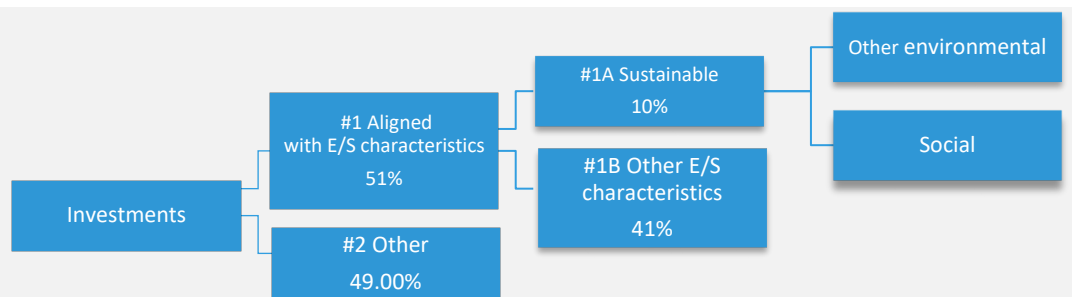 Investments
#1 Aligned
with E/S characteristics
51%
#2 Other
49.00%
#1A Sustainable
10%
#1B Other E/S
characteristics
41%
Other environmental
Social